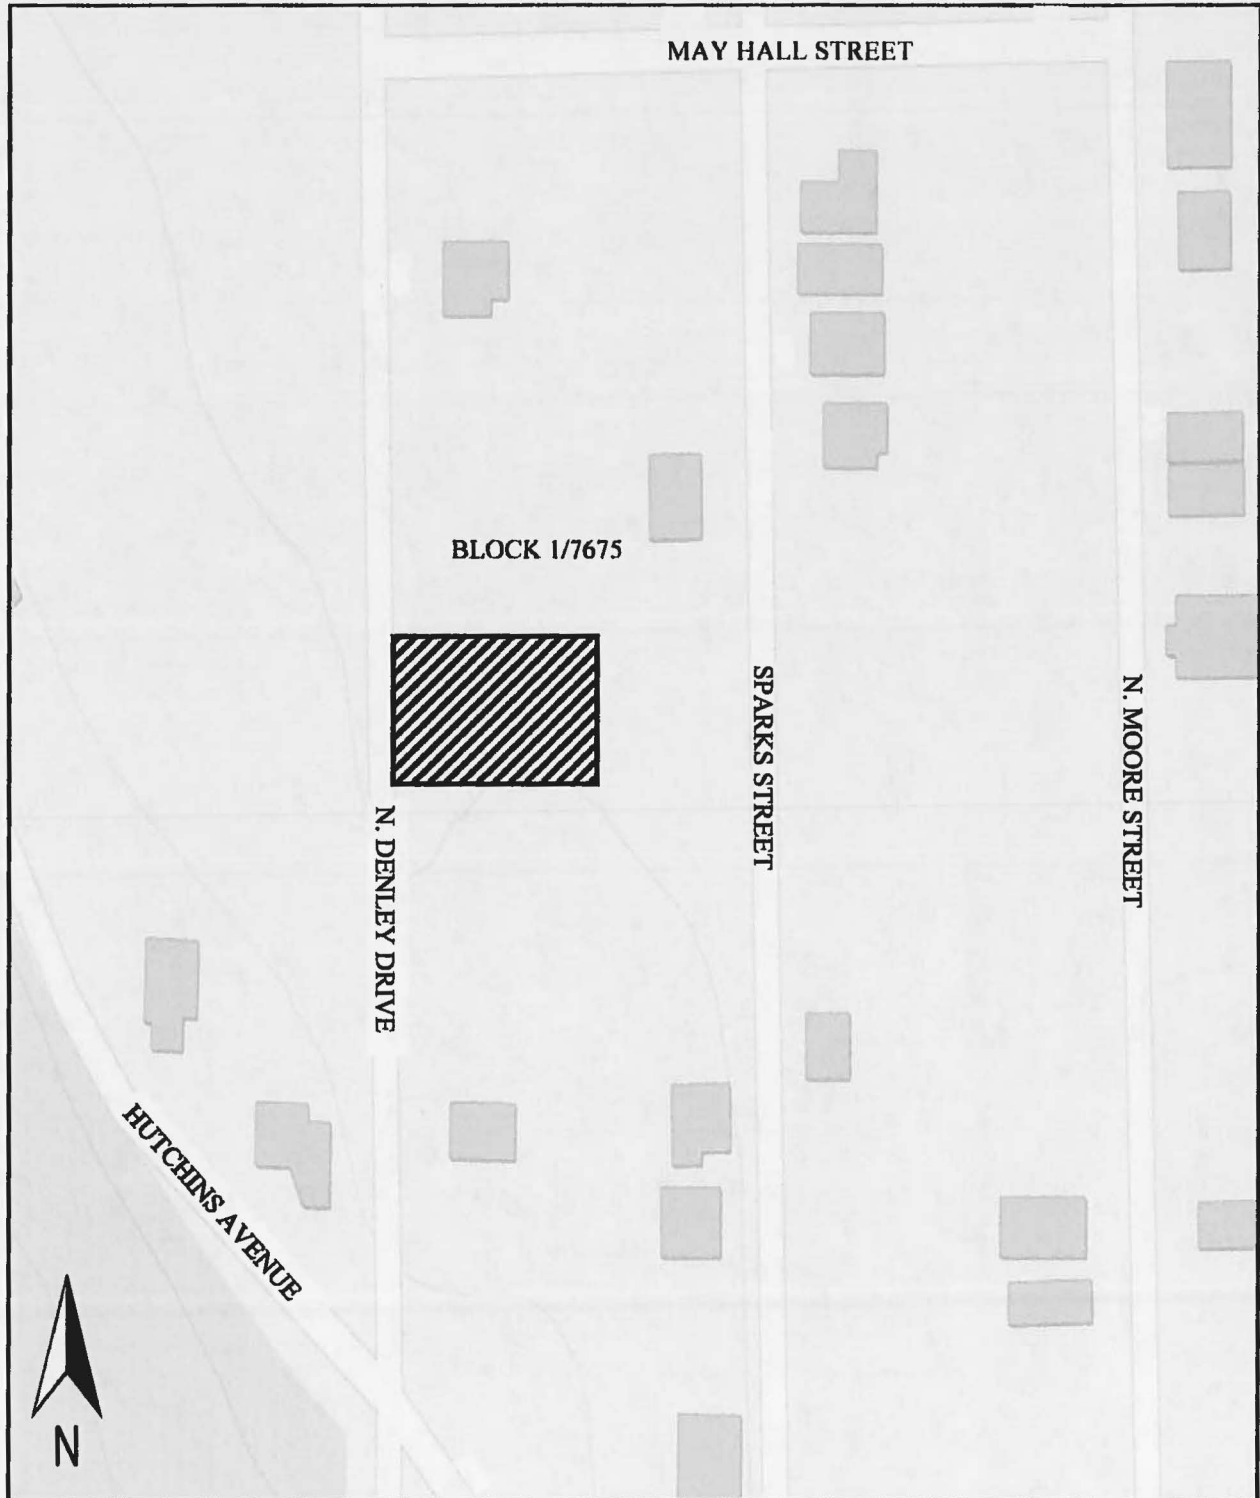 MAY HALL STREET
BLOCK 1/7675
SPARKS STREET
N. MOORE STREET
N. DENLEY DRIVE
HUTCHINS AVENUE
N